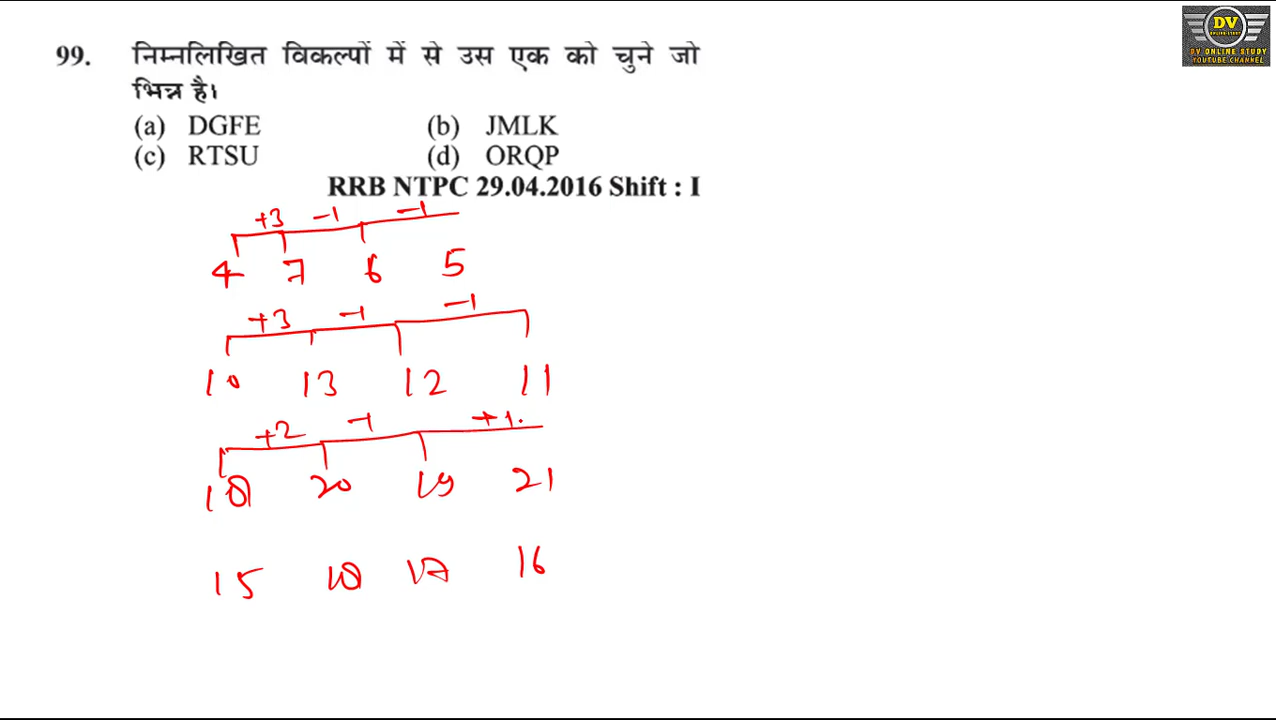 DV
ONLINE STUDY
DV ONLINE STUDY
YOUTUBE CHANNEL
99. निम्नलिखित विकल्पों में से उस एक को चुने जो
भिन्न है।
(a) DGFE (b) JMLK
(c) RTSU (d) ORQP
RRB NTPC 29.04.2016 Shift : I
+3 -1 -1
4 7 6 5
+3 -1 -1
10 13 12 11
+2 -1 +1.
18 20 19 21
15 18 17 16